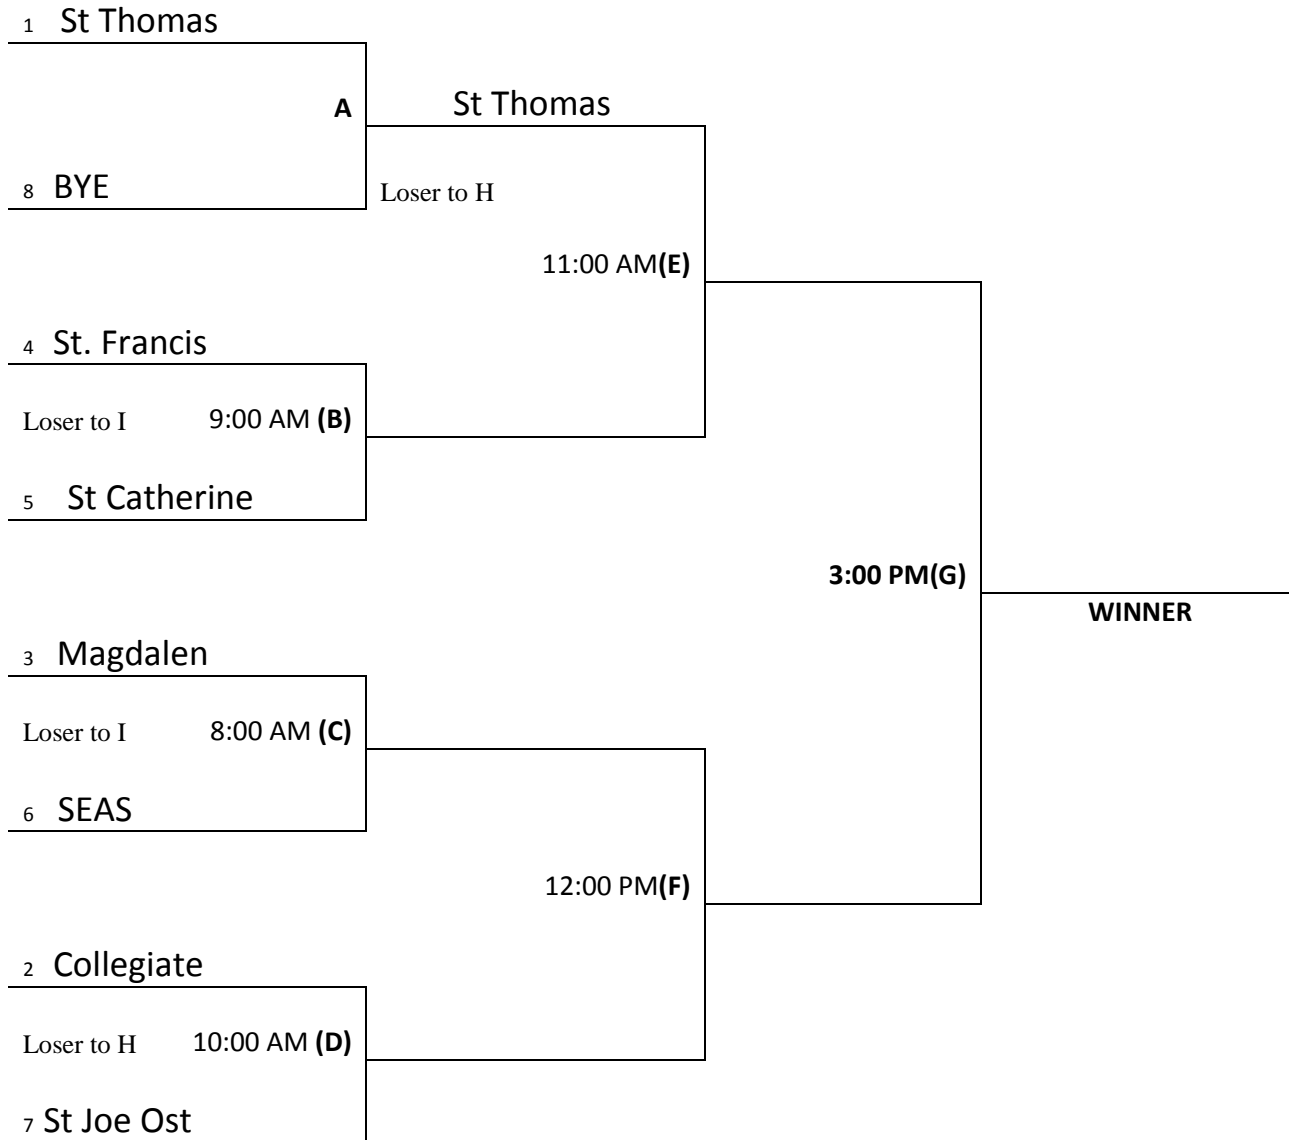 1 St Thomas
A
St Thomas
8 BYE
Loser to H
11:00 AM(E)
4 St. Francis
Loser to I 9:00 AM (B)
5 St Catherine
3:00 PM(G)
WINNER
3 Magdalen
Loser to I 8:00 AM (C)
6 SEAS
12:00 PM(F)
2 Collegiate
Loser to H 10:00 AM (D)
7 St Joe Ost